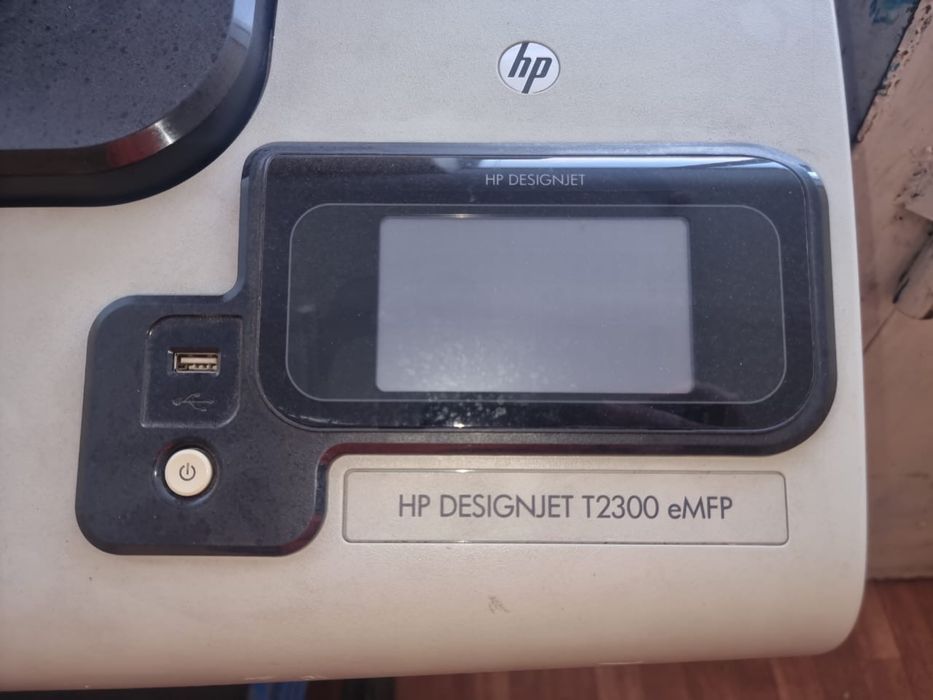 hp
HP DESIGNJET
HP DESIGNJET T2300 eMFP